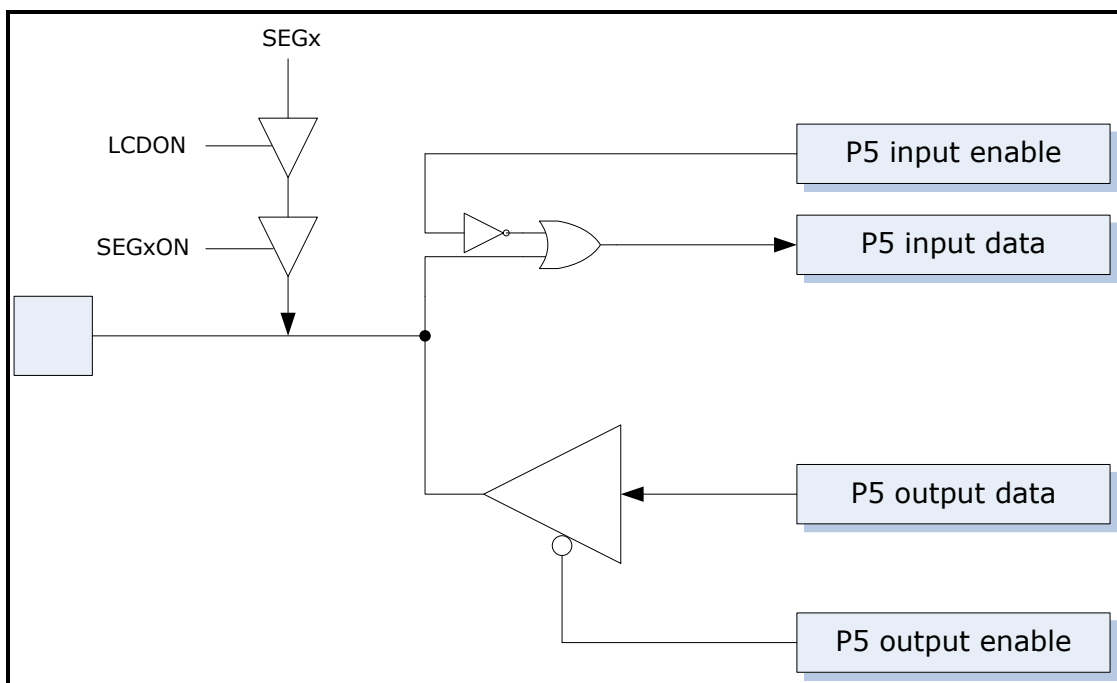 SEGx
LCDON
P5 input enable
P5 input data
SEGxON
P5 output data
P5 output enable